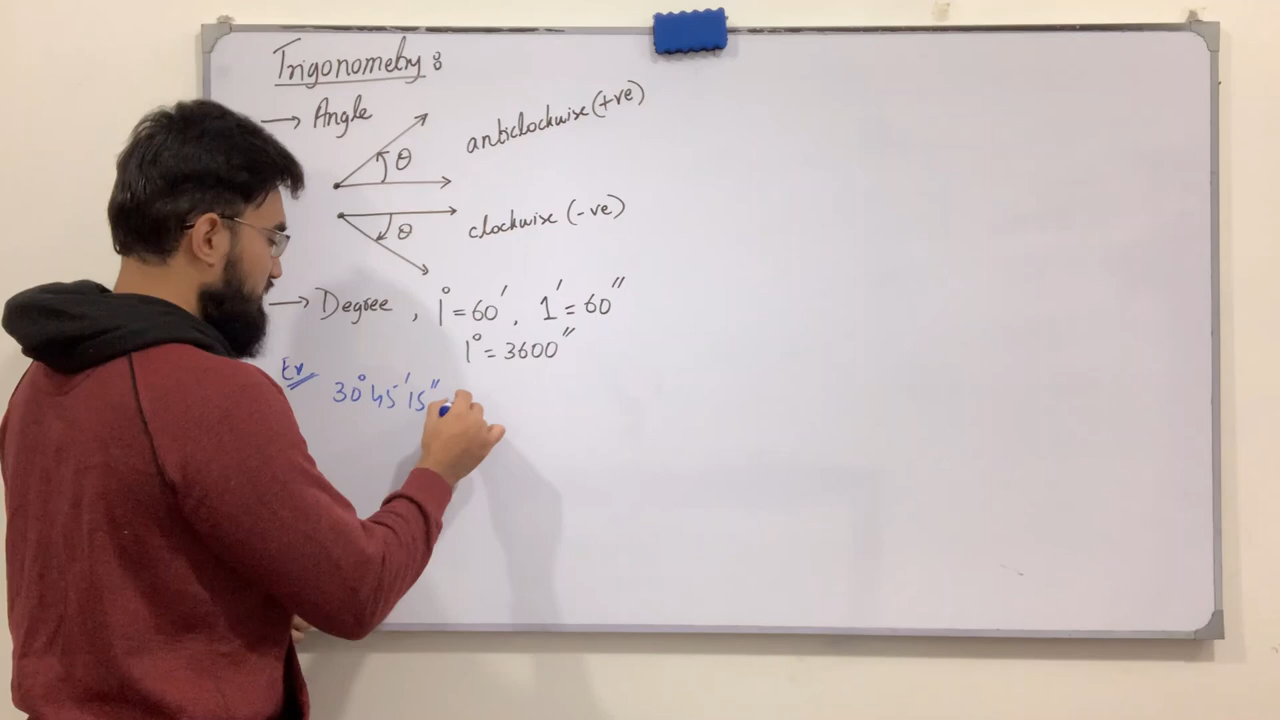 Trigonometry :
→ Angle
θ anticlockwise (+ve)
θ clockwise (-ve)
→ Degree , 1° = 60′ , 1′ = 60″
1° = 3600″
Ex 30° 45′ 15″